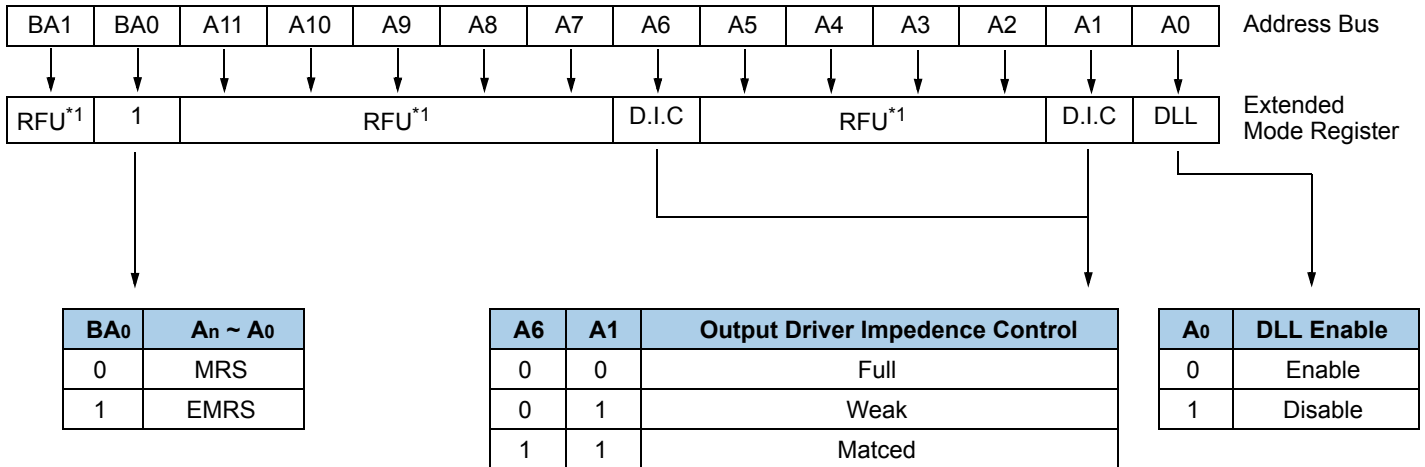 BA1 BA0 A11 A10 A9 A8 A7 A6 A5 A4 A3 A2 A1 A0 Address Bus
RFU*1 1 RFU*1 D.I.C RFU*1 D.I.C DLL Extended
Mode Register
BA0 An ~ A0
0 MRS
1 EMRS
A6 A1 Output Driver Impedence Control
0 0 Full
0 1 Weak
1 1 Matced
A0 DLL Enable
0 Enable
1 Disable